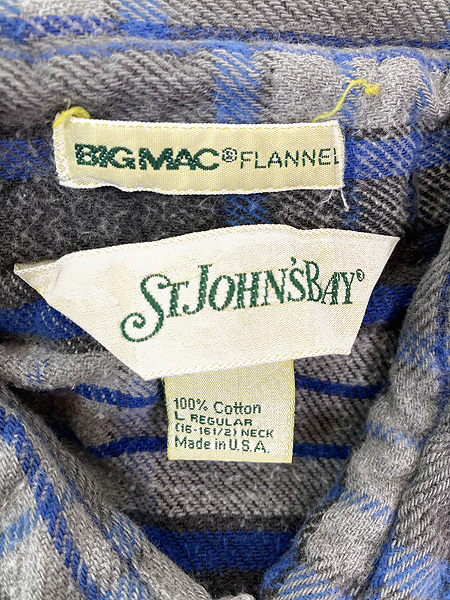 BIG MAC® FLANNEL
ST. JOHN'S BAY®
100% Cotton
L REGULAR
(16-16 1/2) NECK
Made in U.S.A.